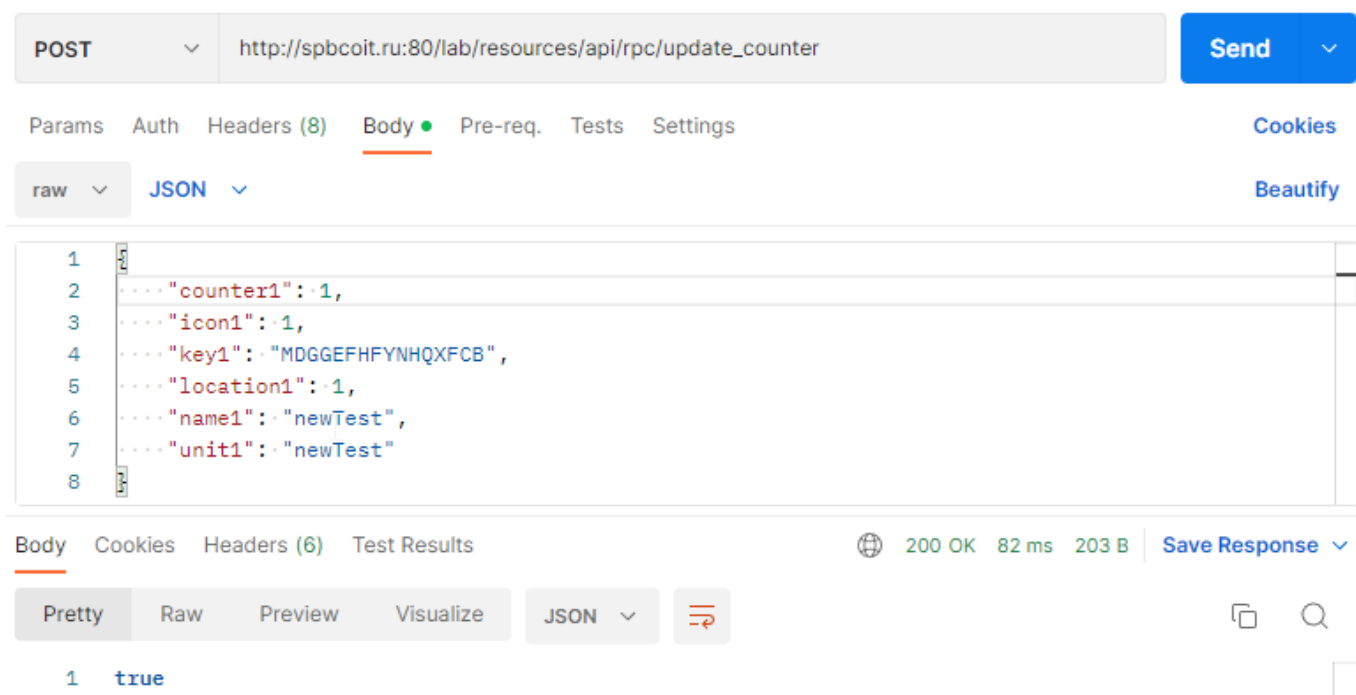 POST http://spbcoit.ru:80/lab/resources/api/rpc/update_counter Send
Params Auth Headers (8) Body Pre-req. Tests Settings Cookies
raw JSON Beautify
1 {
2 "counter1": 1,
3 "icon1": 1,
4 "key1": "MDGGEFHFYNHQXFCB",
5 "location1": 1,
6 "name1": "newTest",
7 "unit1": "newTest"
8 }
Body Cookies Headers (6) Test Results 200 OK 82 ms 203 B Save Response
Pretty Raw Preview Visualize JSON
1 true